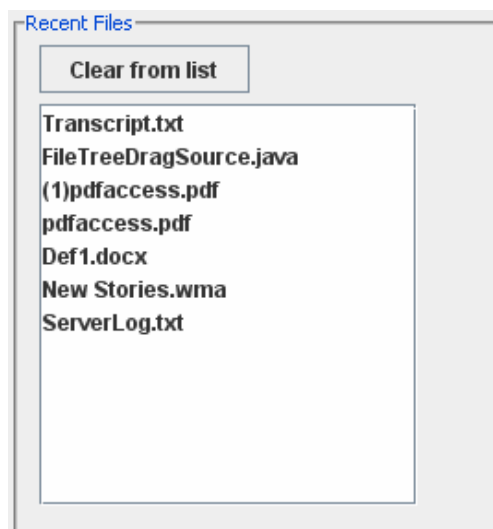 Recent Files
Clear from list
Transcript.txt
FileTreeDragSource.java
(1)pdfaccess.pdf
pdfaccess.pdf
Def1.docx
New Stories.wma
ServerLog.txt